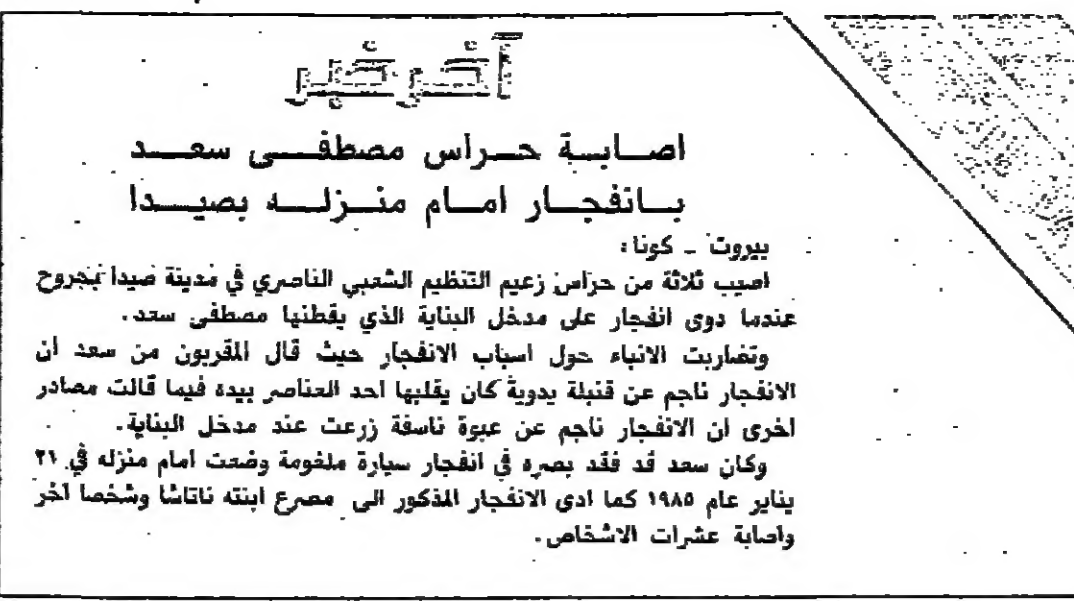 آخر خبر
اصابة حراس مصطفى سعد
بانفجار امام منزله بصيدا
بيروت - كونا:
اصيب ثلاثة من حراس زعيم التنظيم الشعبي الناصري في مدينة صيدا بجروح
عندما دوى انفجار على مدخل البناية الذي يقطنها مصطفى سعد.
وتضاربت الانباء حول اسباب الانفجار حيث قال المقربون من سعد ان
الانفجار ناجم عن قنبلة يدوية كان يقلبها احد العناصر بيده فيما قالت مصادر
اخرى ان الانفجار ناجم عن عبوة ناسفة زرعت عند مدخل البناية.
وكان سعد قد فقد بصره في انفجار سيارة ملغومة وضعت امام منزله في ٢١
يناير عام ١٩٨٥ كما ادى الانفجار المذكور الى مصرع ابنته ناتاشا وشخصا آخر
واصابة عشرات الاشخاص.